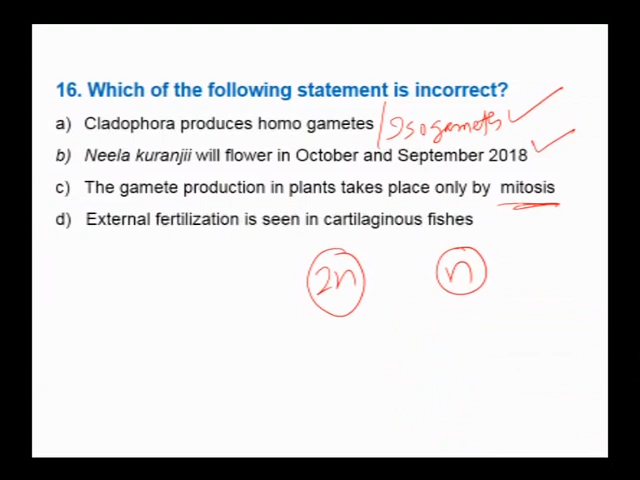 16. Which of the following statement is incorrect?
a) Cladophora produces homo gametes / Isogametes
b) Neela kuranjii will flower in October and September 2018
c) The gamete production in plants takes place only by mitosis
d) External fertilization is seen in cartilaginous fishes
2n n